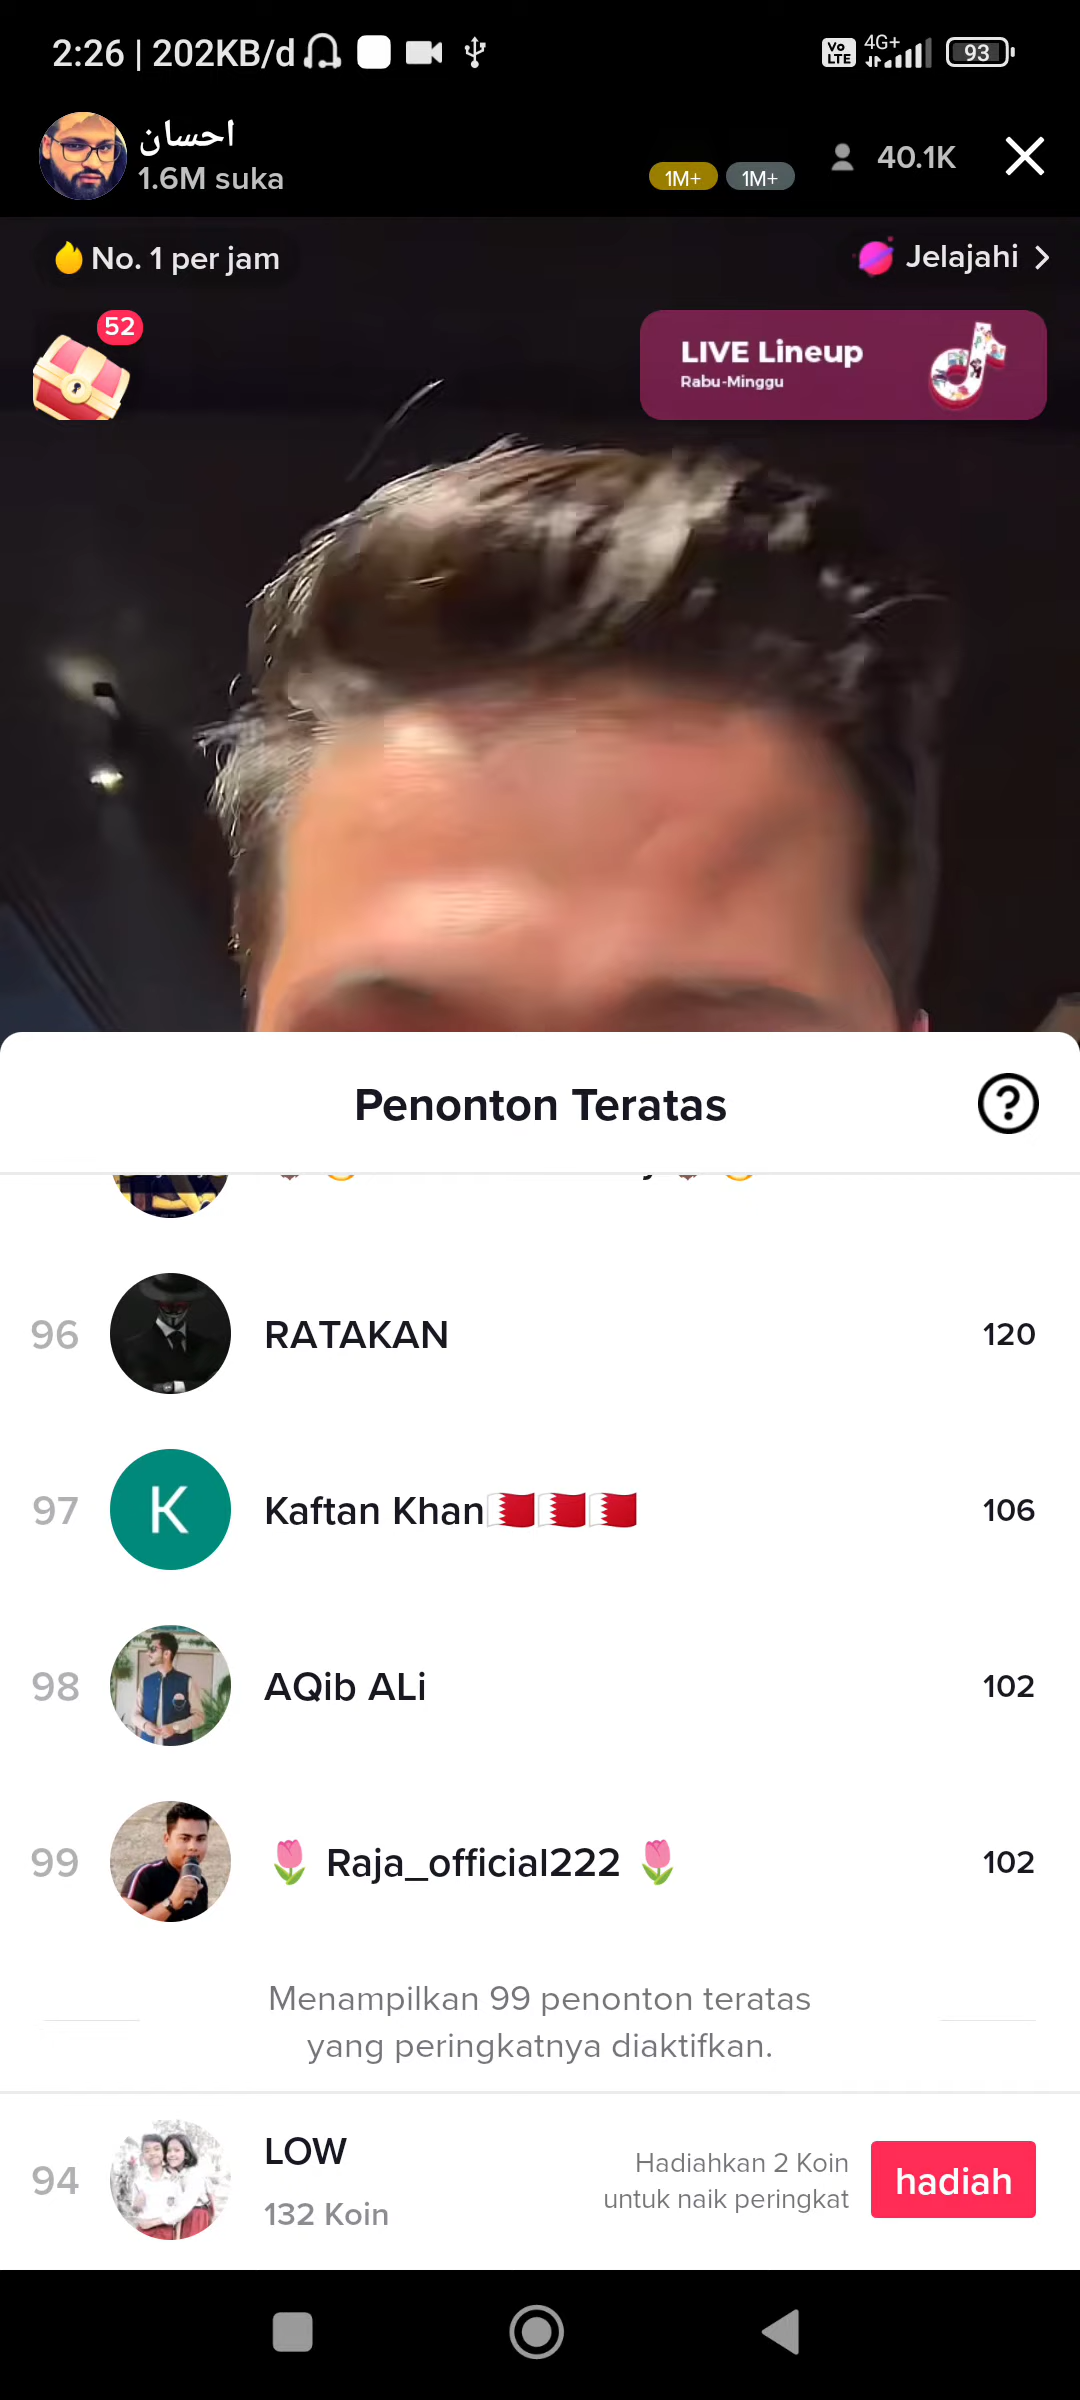 2:26 | 202KB/d
Vo LTE 4G+ 93
احسان
1.6M suka
1M+ 1M+ 40.1K
No. 1 per jam
Jelajahi
52
LIVE Lineup
Rabu-Minggu
Penonton Teratas
96 RATAKAN 120
97 K Kaftan Khan🇧🇭🇧🇭🇧🇭 106
98 AQib ALi 102
99 🌷 Raja_official222 🌷 102
Menampilkan 99 penonton teratas
yang peringkatnya diaktifkan.
94 LOW
132 Koin
Hadiahkan 2 Koin
untuk naik peringkat
hadiah